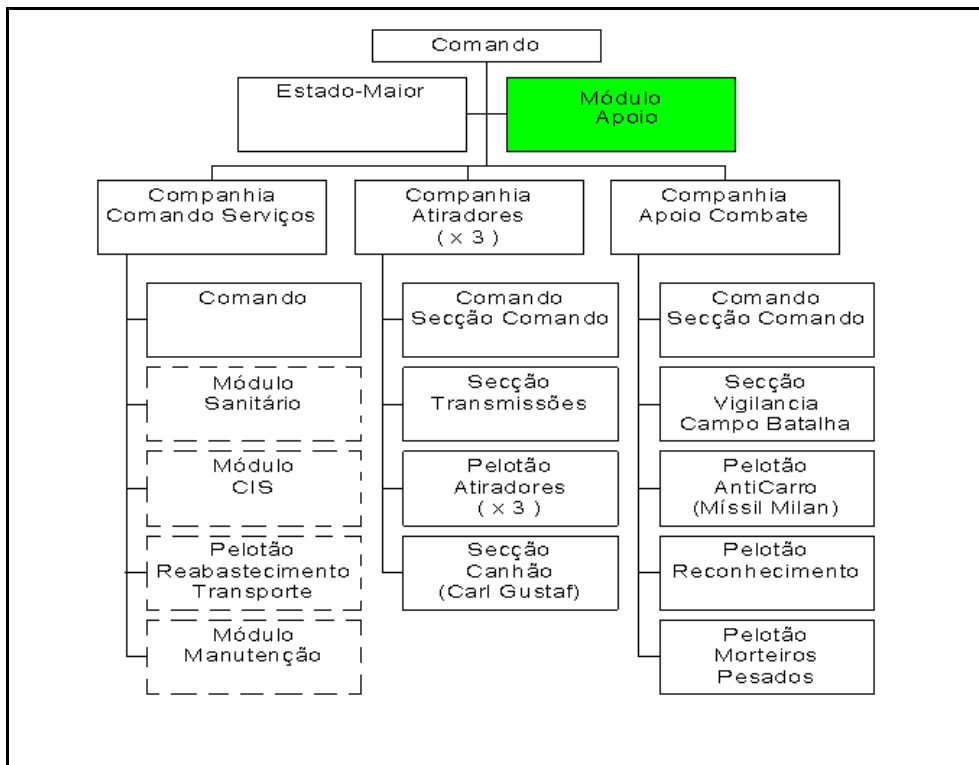 Comando
Estado-Maior
Módulo
Apoio
Companhia
Comando Serviços
Companhia
Atiradores
( × 3 )
Companhia
Apoio Combate
Comando
Módulo
Sanitário
Módulo
CIS
Pelotão
Reabastecimento
Transporte
Módulo
Manutenção
Comando
Secção Comando
Secção
Transmissões
Pelotão
Atiradores
( × 3 )
Secção
Canhão
(Carl Gustaf)
Comando
Secção Comando
Secção
Vigilancia
Campo Batalha
Pelotão
AntiCarro
(Míssil Milan)
Pelotão
Reconhecimento
Pelotão
Morteiros
Pesados